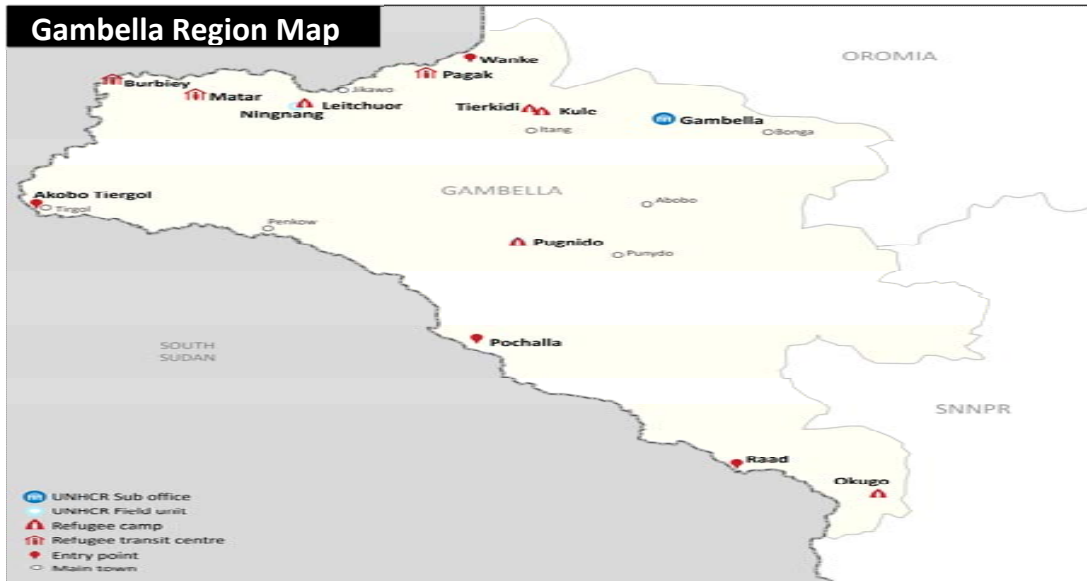 Gambella Region Map
OROMIA
Wanke
Pagak
Burbiey
Jikawo
Matar
Leitchuor
Ningnang
Tierkidi
Kule
Gambella
Itang
Bonga
Akobo Tiergol
Tirgol
GAMBELLA
Abobo
Penkow
Pugnido
Punydo
Pochalla
SOUTH
SUDAN
SNNPR
Raad
Okugo
UNHCR Sub office
UNHCR Field unit
Refugee camp
Refugee transit centre
Entry point
Main town